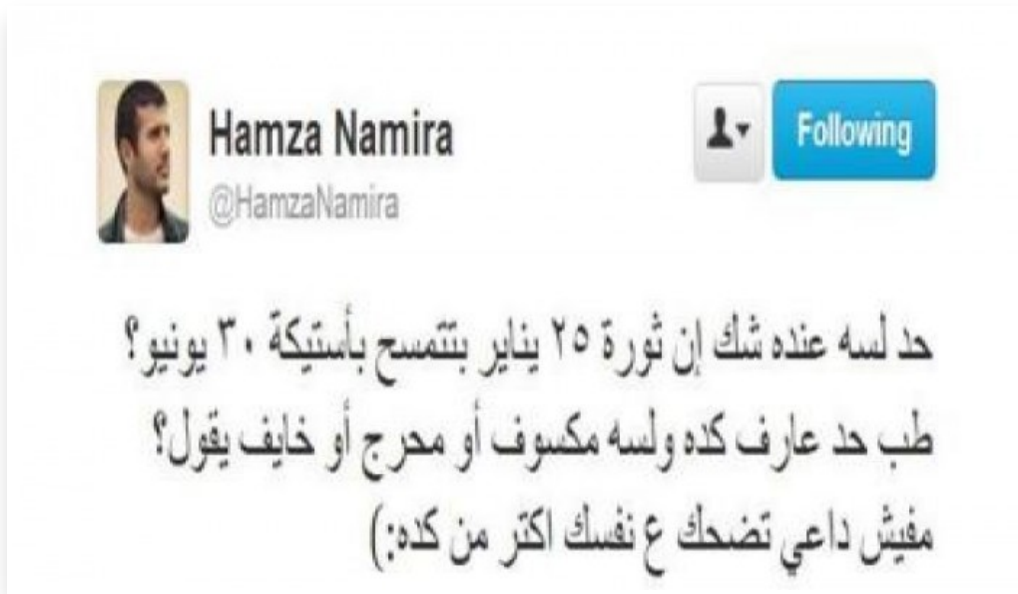 Hamza Namira
Following
@HamzaNamira
حد لسه عنده شك إن ثورة ٢٥ يناير بتتمسح بأستيكة ٣٠ يونيو؟
طب حد عارف كده ولسه مكسوف أو محرج أو خايف يقول؟
مفيش داعي تضحك ع نفسك اكتر من كده:)